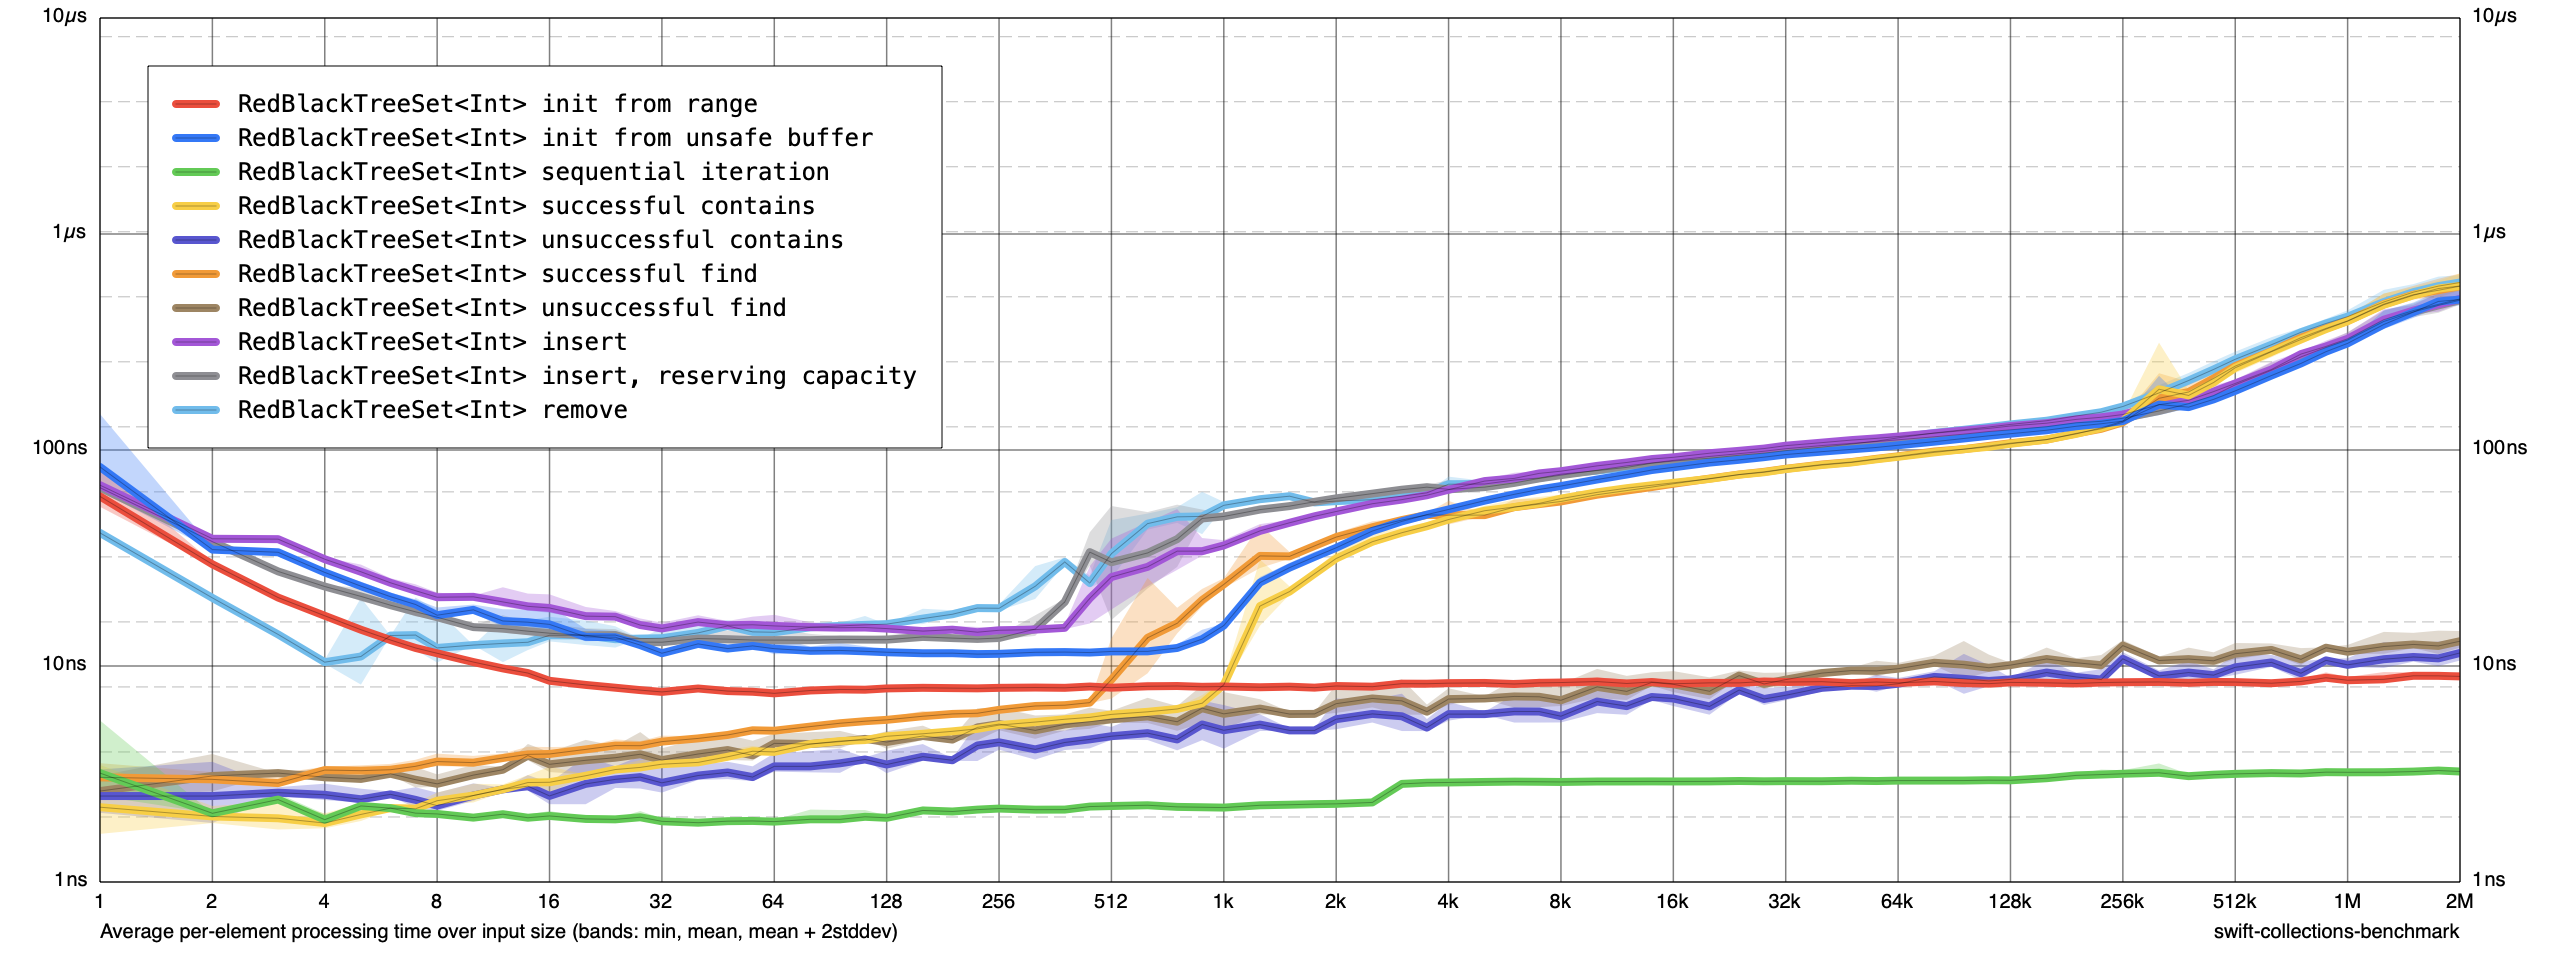 10µs
10µs
RedBlackTreeSet<Int> init from range
RedBlackTreeSet<Int> init from unsafe buffer
RedBlackTreeSet<Int> sequential iteration
RedBlackTreeSet<Int> successful contains
RedBlackTreeSet<Int> unsuccessful contains
RedBlackTreeSet<Int> successful find
RedBlackTreeSet<Int> unsuccessful find
RedBlackTreeSet<Int> insert
RedBlackTreeSet<Int> insert, reserving capacity
RedBlackTreeSet<Int> remove
1µs
1µs
100ns
100ns
10ns
10ns
1ns
1ns
1 2 4 8 16 32 64 128 256 512 1k 2k 4k 8k 16k 32k 64k 128k 256k 512k 1M 2M
Average per-element processing time over input size (bands: min, mean, mean + 2stddev)
swift-collections-benchmark